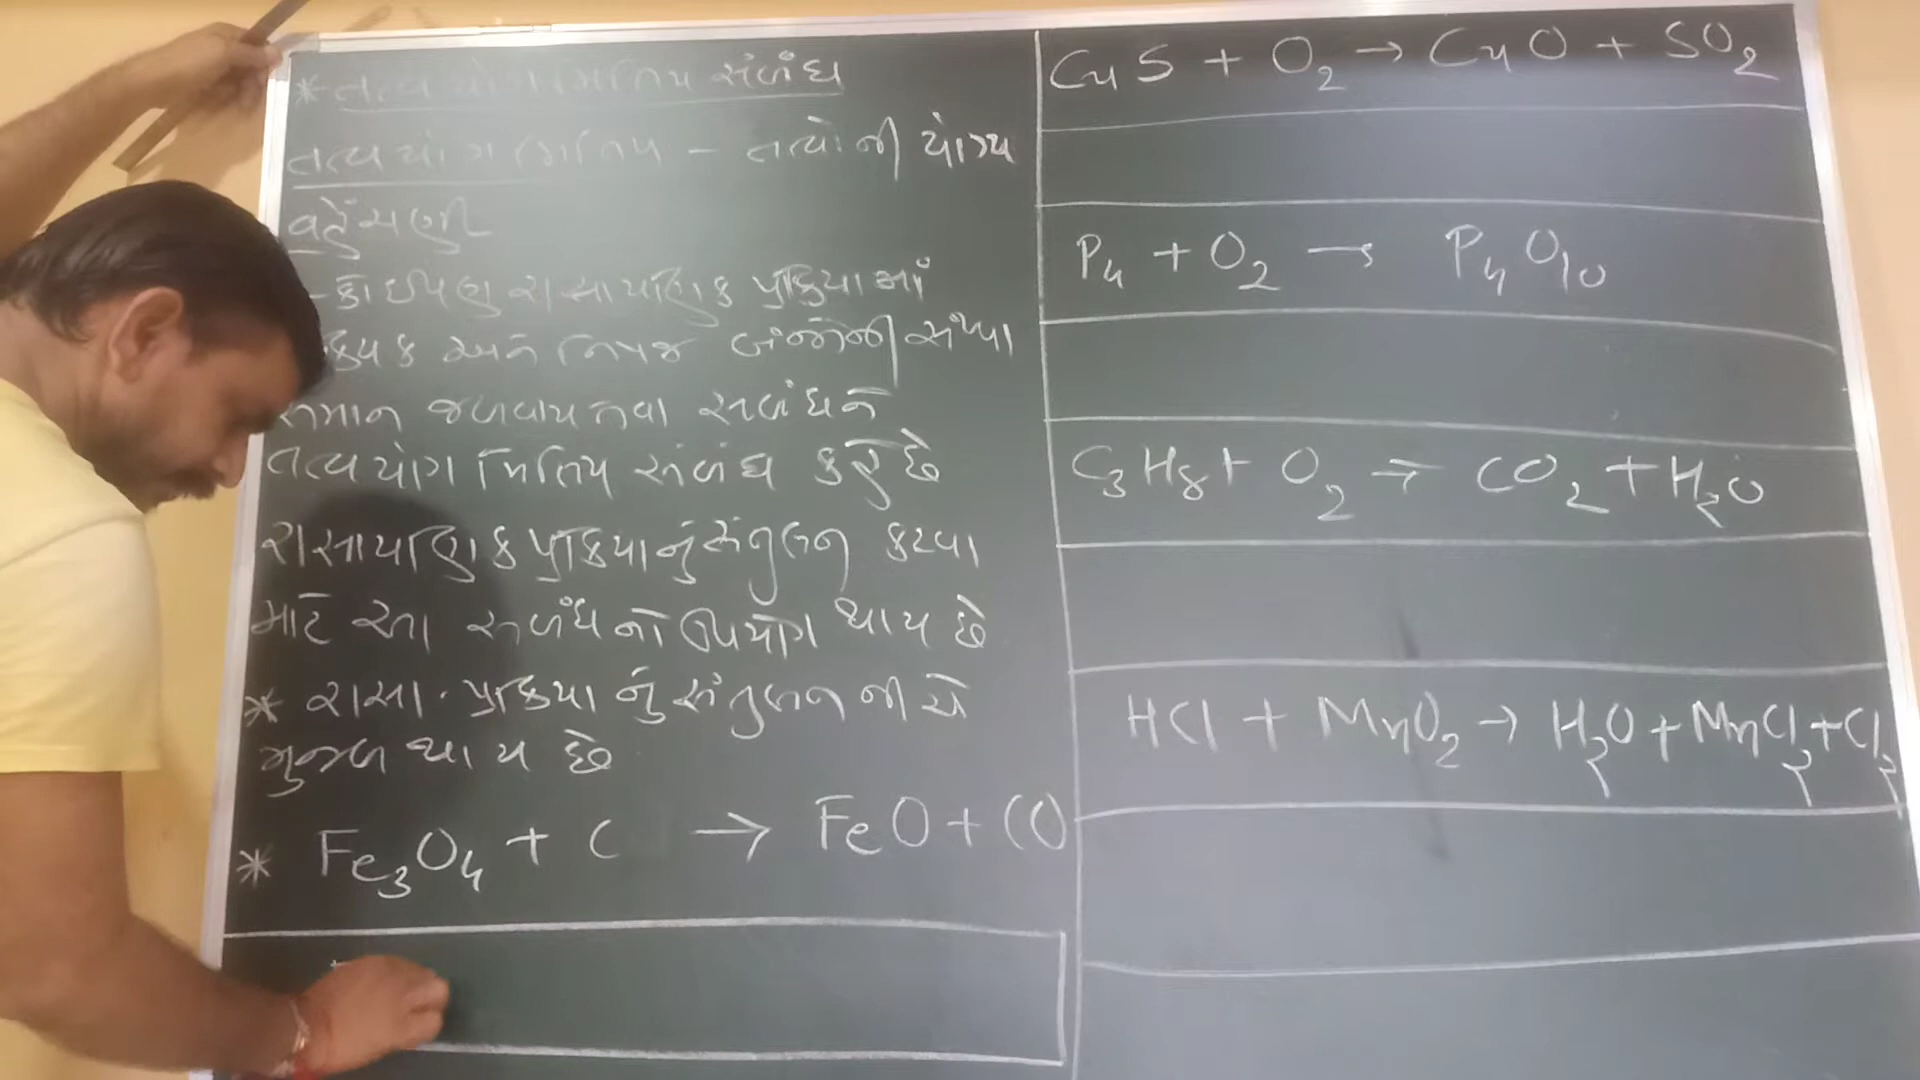 * તત્વયોગમિતિય સંબંધ
તત્વયોગમિતિય - તત્વોની યોગ્ય
વહેંચણી
- કોઈપણ રાસાયણિક પ્રક્રિયામાં
પ્રક્રિયક અને નિપજ બંન્નેની સંખ્યા
સમાન જળવાય તેવા સંબંધને
તત્વયોગમિતિય સંબંધ કહે છે
રાસાયણિક પ્રક્રિયાનું સંતુલન કરવા
માટે આ સંબંધનો ઉપયોગ થાય છે
* રાસા. પ્રક્રિયાનું સંતુલન નીચે
મુજબ થાય છે
* Fe₃O₄ + C → FeO + CO
CuS + O₂ → CuO + SO₂
P₄ + O₂ → P₄O₁₀
C₃H₈ + O₂ → CO₂ + H₂O
HCl + MnO₂ → H₂O + MnCl₂ + Cl₂